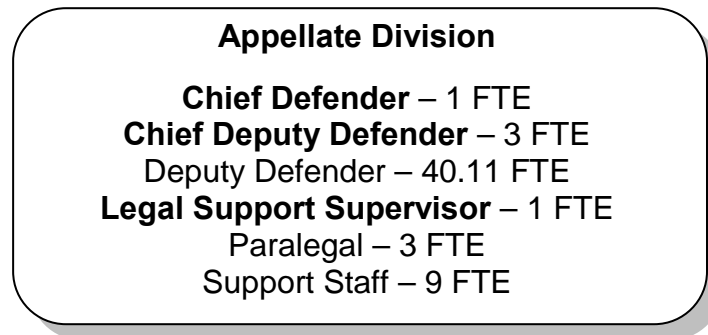 Appellate Division
Chief Defender – 1 FTE
Chief Deputy Defender – 3 FTE
Deputy Defender – 40.11 FTE
Legal Support Supervisor – 1 FTE
Paralegal – 3 FTE
Support Staff – 9 FTE